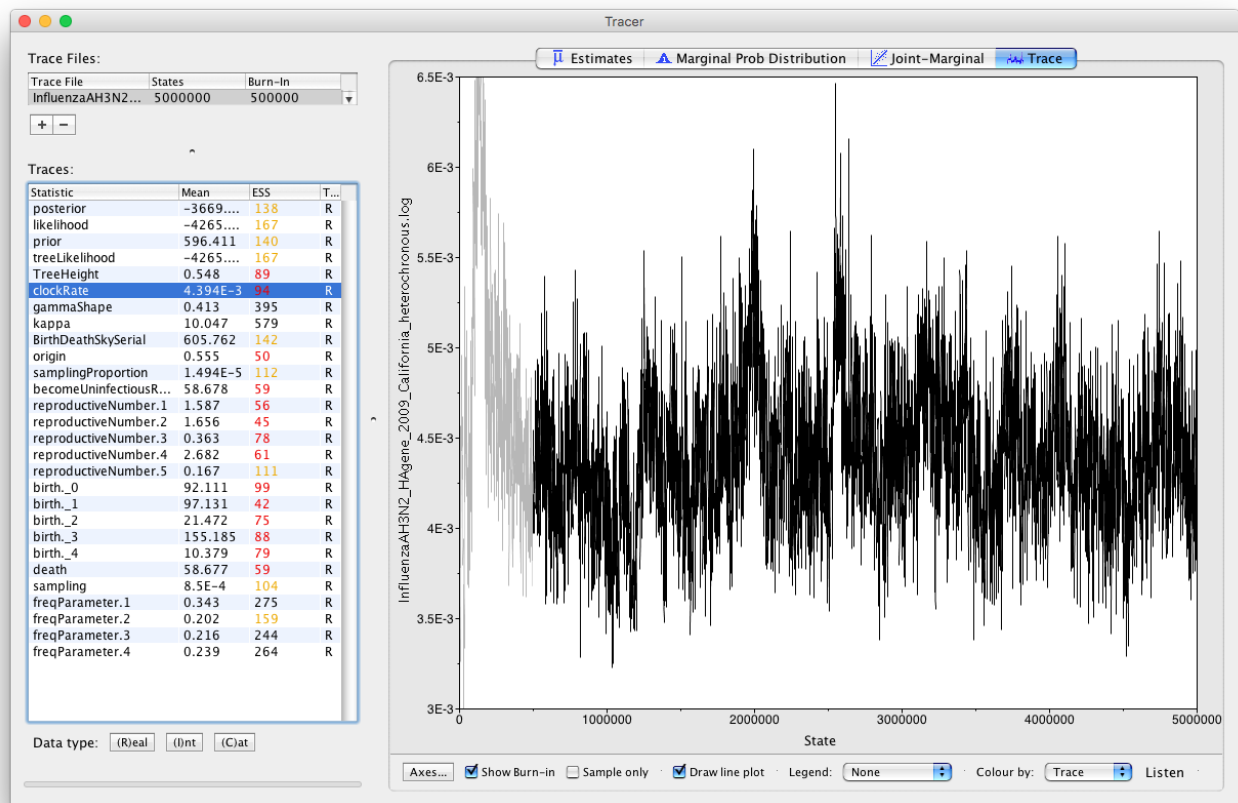 Tracer
Trace Files:
Trace File States Burn-In
InfluenzaAH3N2... 5000000 500000
+ −
Traces:
Statistic Mean ESS T...
posterior -3669.... 138 R
likelihood -4265.... 167 R
prior 596.411 140 R
treeLikelihood -4265.... 167 R
TreeHeight 0.548 89 R
clockRate 4.394E-3 94 R
gammaShape 0.413 395 R
kappa 10.047 579 R
BirthDeathSkySerial 605.762 142 R
origin 0.555 50 R
samplingProportion 1.494E-5 112 R
becomeUninfectiousR... 58.678 59 R
reproductiveNumber.1 1.587 56 R
reproductiveNumber.2 1.656 45 R
reproductiveNumber.3 0.363 78 R
reproductiveNumber.4 2.682 61 R
reproductiveNumber.5 0.167 111 R
birth._0 92.111 99 R
birth._1 97.131 42 R
birth._2 21.472 75 R
birth._3 155.185 88 R
birth._4 10.379 79 R
death 58.677 59 R
sampling 8.5E-4 104 R
freqParameter.1 0.343 275 R
freqParameter.2 0.202 159 R
freqParameter.3 0.216 244 R
freqParameter.4 0.239 264 R
Data type: (R)eal (I)nt (C)at
μ Estimates Marginal Prob Distribution Joint-Marginal Trace
InfluenzaAH3N2_HAgene_2009_California_heterochronous.log
6.5E-3
6E-3
5.5E-3
5E-3
4.5E-3
4E-3
3.5E-3
3E-3
0 1000000 2000000 3000000 4000000 5000000
State
Axes... Show Burn-in Sample only Draw line plot Legend: None Colour by: Trace Listen